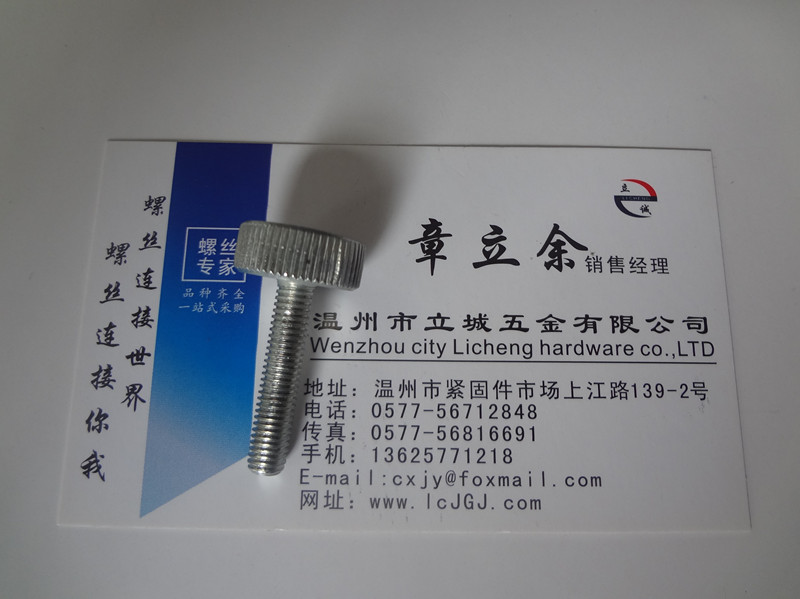 螺丝连接世界
螺丝连接你我
螺丝
专家
品种齐全
一站式采购
立
LICHENG
诚
章立余 销售经理
温州市立城五金有限公司
Wenzhou city Licheng hardware co.,LTD
地址：温州市紧固件市场上江路139-2号
电话：0577-56712848
传真：0577-56816691
手机：13625771218
E-mail:cxjy@foxmail.com
网址：www.lcJGJ.com